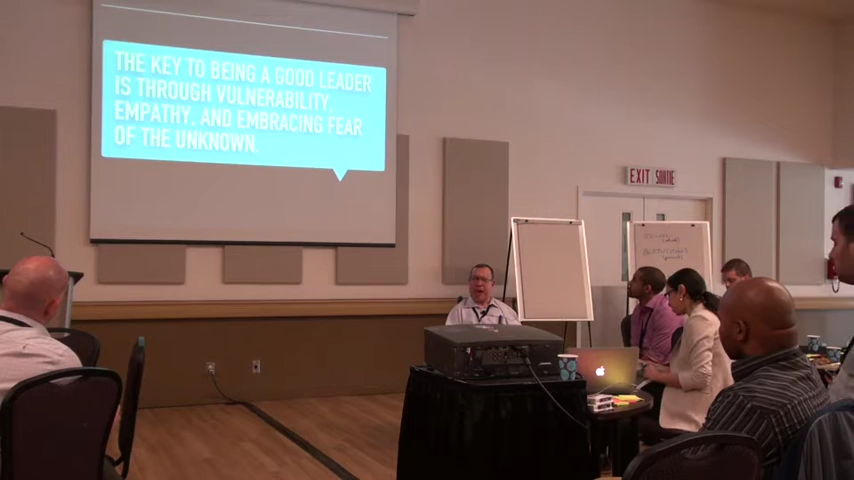 THE KEY TO BEING A GOOD LEADER
IS THROUGH VULNERABILITY,
EMPATHY, AND EMBRACING FEAR
OF THE UNKNOWN.
EXIT SORTIE